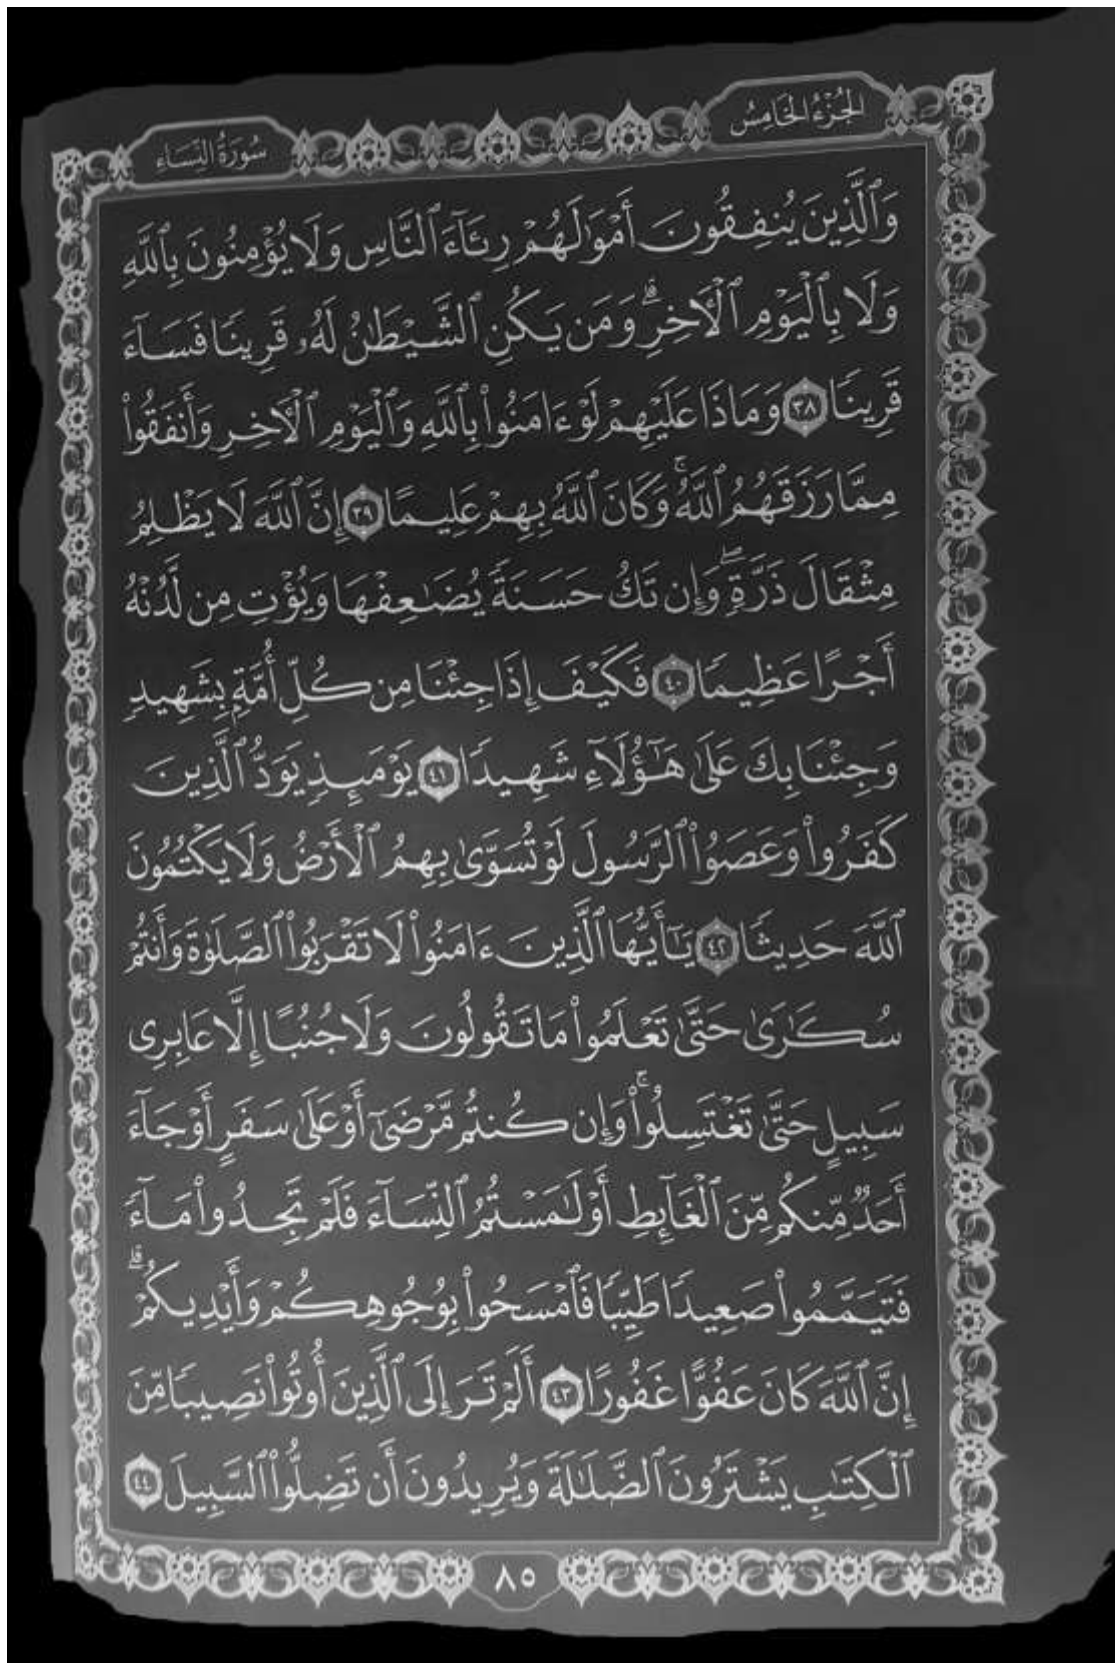 الجُزْءُ الخَامِسُ
سُورَةُ النِّسَاءِ
وَٱلَّذِينَ يُنفِقُونَ أَمْوَٰلَهُمْ رِئَآءَ ٱلنَّاسِ وَلَا يُؤْمِنُونَ بِٱللَّهِ
وَلَا بِٱلْيَوْمِ ٱلْأٓخِرِۗ وَمَن يَكُنِ ٱلشَّيْطَٰنُ لَهُۥ قَرِينٗا فَسَآءَ
قَرِينٗا ٣٨ وَمَاذَا عَلَيْهِمْ لَوْ ءَامَنُوا۟ بِٱللَّهِ وَٱلْيَوْمِ ٱلْأٓخِرِ وَأَنفَقُوا۟
مِمَّا رَزَقَهُمُ ٱللَّهُۚ وَكَانَ ٱللَّهُ بِهِمْ عَلِيمًا ٣٩ إِنَّ ٱللَّهَ لَا يَظْلِمُ
مِثْقَالَ ذَرَّةٖۖ وَإِن تَكُ حَسَنَةٗ يُضَٰعِفْهَا وَيُؤْتِ مِن لَّدُنْهُ
أَجْرًا عَظِيمٗا ٤٠ فَكَيْفَ إِذَا جِئْنَا مِن كُلِّ أُمَّةِۭ بِشَهِيدٖ
وَجِئْنَا بِكَ عَلَىٰ هَٰٓؤُلَآءِ شَهِيدٗا ٤١ يَوْمَئِذٖ يَوَدُّ ٱلَّذِينَ
كَفَرُوا۟ وَعَصَوُا۟ ٱلرَّسُولَ لَوْ تُسَوَّىٰ بِهِمُ ٱلْأَرْضُ وَلَا يَكْتُمُونَ
ٱللَّهَ حَدِيثٗا ٤٢ يَٰٓأَيُّهَا ٱلَّذِينَ ءَامَنُوا۟ لَا تَقْرَبُوا۟ ٱلصَّلَوٰةَ وَأَنتُمْ
سُكَٰرَىٰ حَتَّىٰ تَعْلَمُوا۟ مَا تَقُولُونَ وَلَا جُنُبًا إِلَّا عَابِرِى
سَبِيلٍ حَتَّىٰ تَغْتَسِلُوا۟ۚ وَإِن كُنتُم مَّرْضَىٰٓ أَوْ عَلَىٰ سَفَرٍ أَوْ جَآءَ
أَحَدٞ مِّنكُم مِّنَ ٱلْغَآئِطِ أَوْ لَٰمَسْتُمُ ٱلنِّسَآءَ فَلَمْ تَجِدُوا۟ مَآءٗ
فَتَيَمَّمُوا۟ صَعِيدٗا طَيِّبٗا فَٱمْسَحُوا۟ بِوُجُوهِكُمْ وَأَيْدِيكُمْۗ
إِنَّ ٱللَّهَ كَانَ عَفُوًّا غَفُورًا ٤٣ أَلَمْ تَرَ إِلَى ٱلَّذِينَ أُوتُوا۟ نَصِيبٗا مِّنَ
ٱلْكِتَٰبِ يَشْتَرُونَ ٱلضَّلَٰلَةَ وَيُرِيدُونَ أَن تَضِلُّوا۟ ٱلسَّبِيلَ ٤٤
٨٥